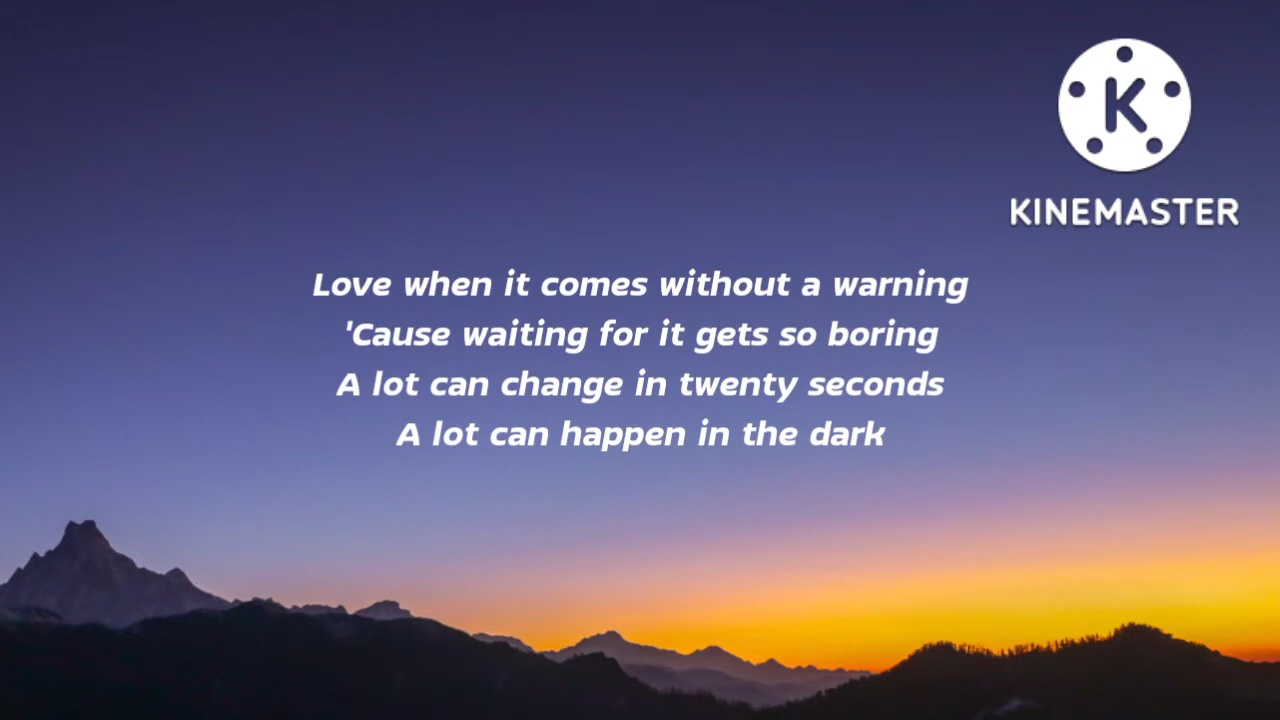 K
KINEMASTER
Love when it comes without a warning
'Cause waiting for it gets so boring
A lot can change in twenty seconds
A lot can happen in the dark